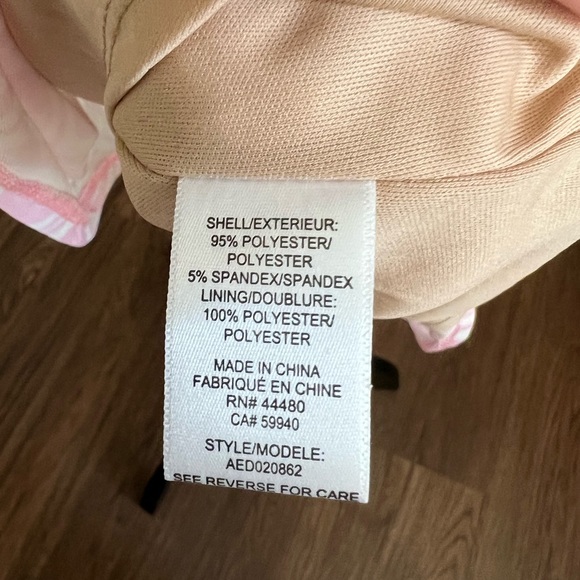 SHELL/EXTERIEUR:
95% POLYESTER/
POLYESTER
5% SPANDEX/SPANDEX
LINING/DOUBLURE:
100% POLYESTER/
POLYESTER
MADE IN CHINA
FABRIQUÉ EN CHINE
RN# 44480
CA# 59940
STYLE/MODELE:
AED020862
SEE REVERSE FOR CARE